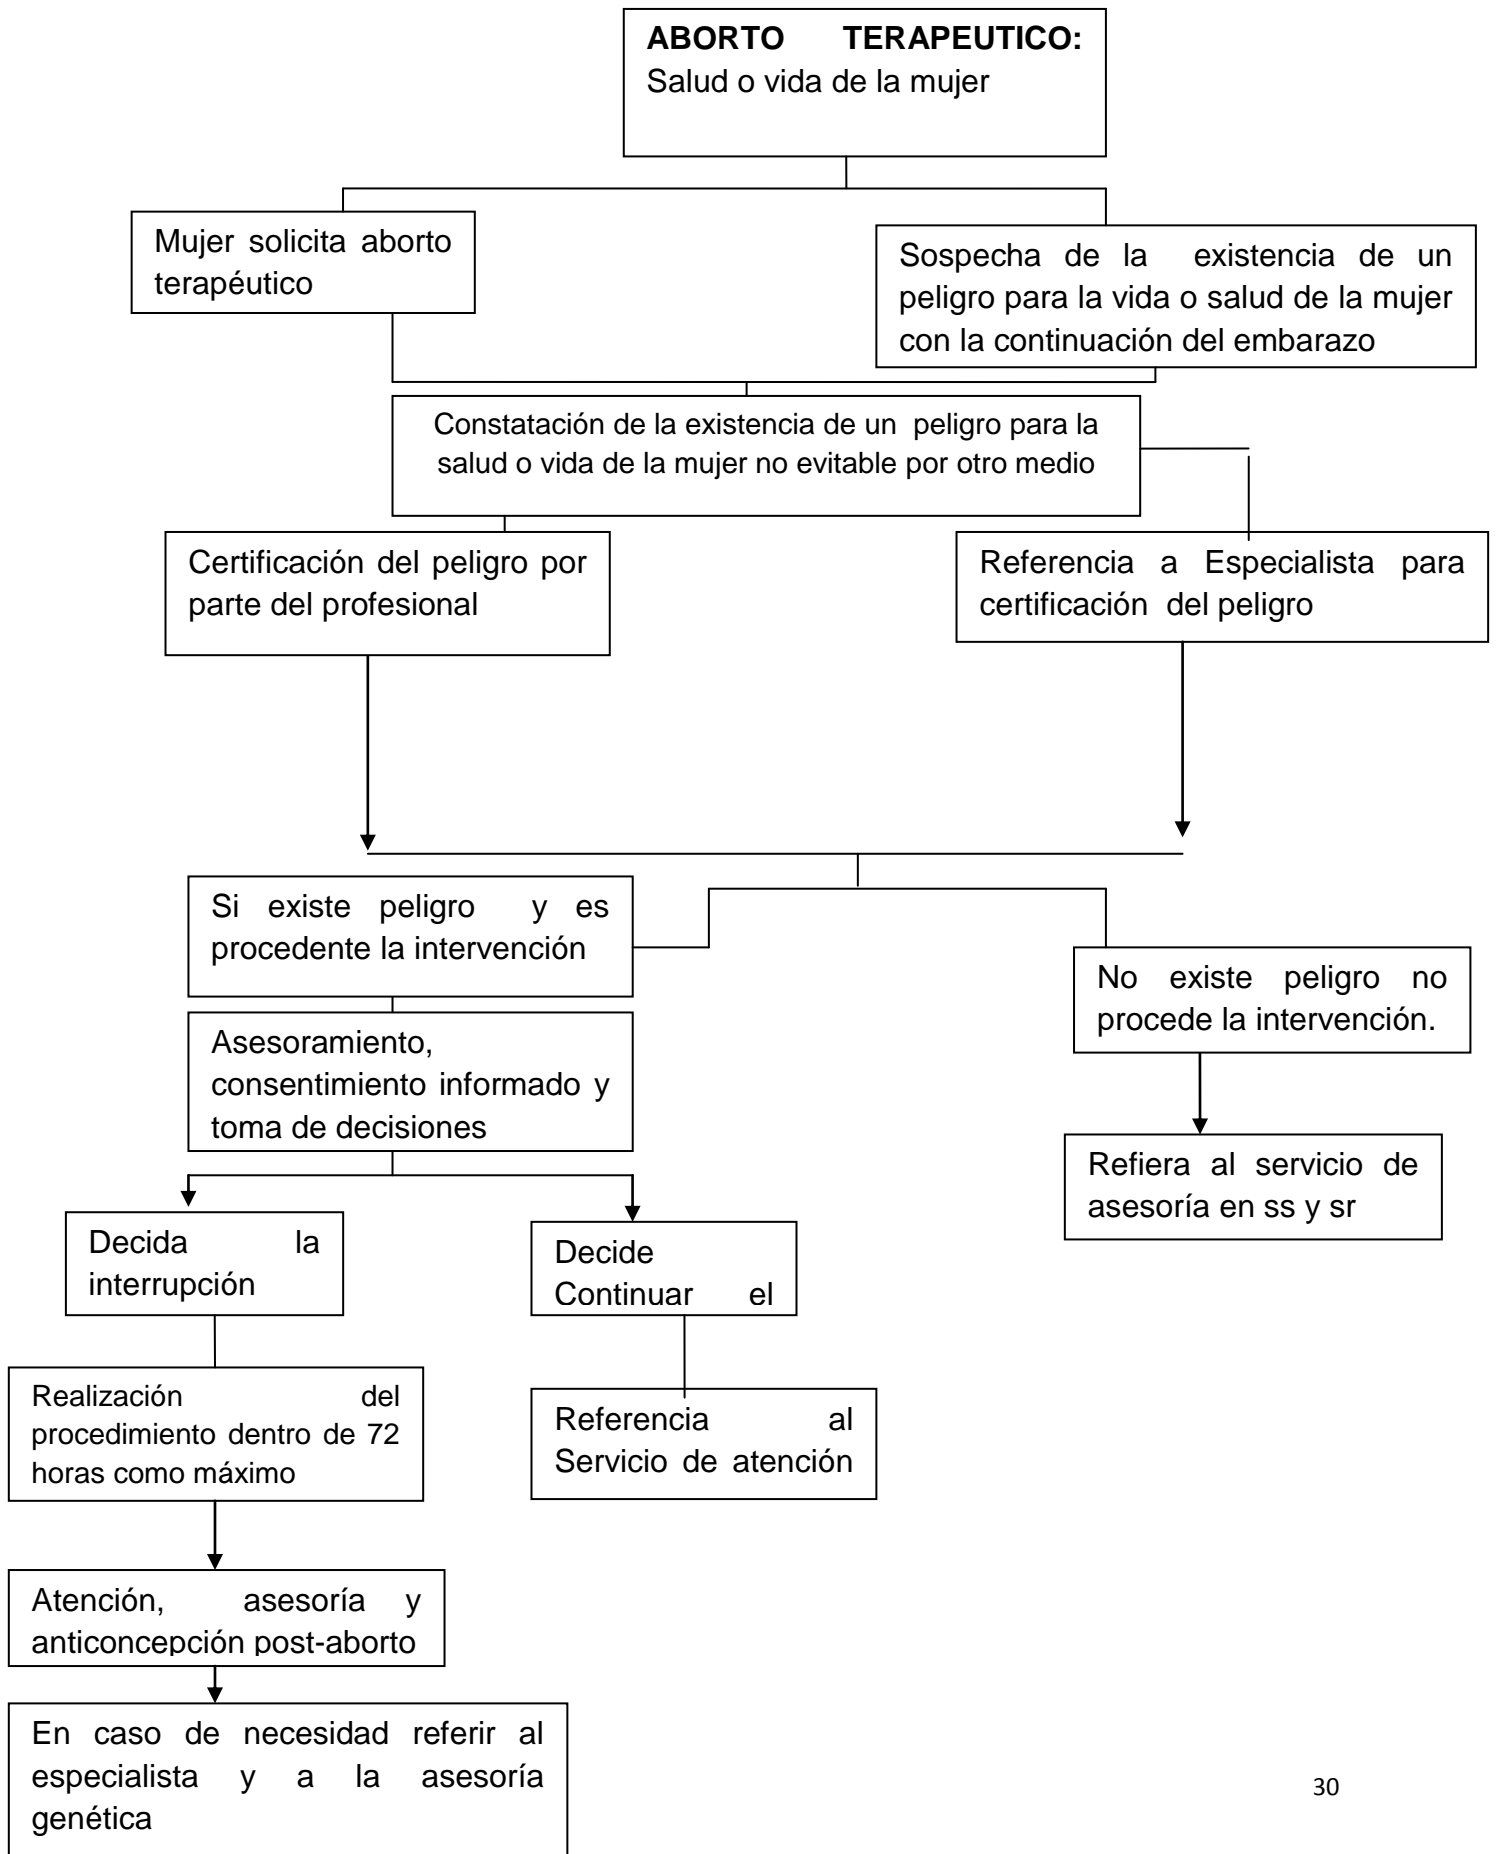 ABORTO TERAPEUTICO:
Salud o vida de la mujer
Mujer solicita aborto
terapéutico
Sospecha de la existencia de un
peligro para la vida o salud de la mujer
con la continuación del embarazo
Constatación de la existencia de un peligro para la
salud o vida de la mujer no evitable por otro medio
Certificación del peligro por
parte del profesional
Referencia a Especialista para
certificación del peligro
Si existe peligro y es
procedente la intervención
No existe peligro no
procede la intervención.
Asesoramiento,
consentimiento informado y
toma de decisiones
Refiera al servicio de
asesoría en ss y sr
Decida la
interrupción
Decide
Continuar el
Realización del
procedimiento dentro de 72
horas como máximo
Referencia al
Servicio de atención
Atención, asesoría y
anticoncepción post-aborto
En caso de necesidad referir al
especialista y a la asesoría
genética
30